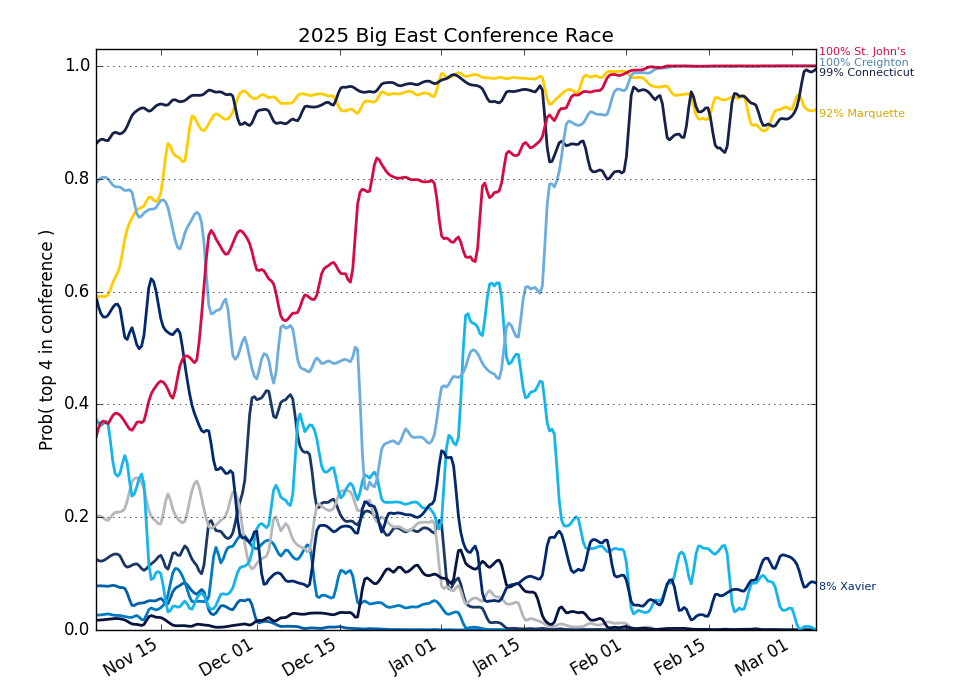 2025 Big East Conference Race
Prob( top 4 in conference )
1.0
0.8
0.6
0.4
0.2
0.0
Nov 15
Dec 01
Dec 15
Jan 01
Jan 15
Feb 01
Feb 15
Mar 01
100% St. John's
100% Creighton
99% Connecticut
92% Marquette
8% Xavier